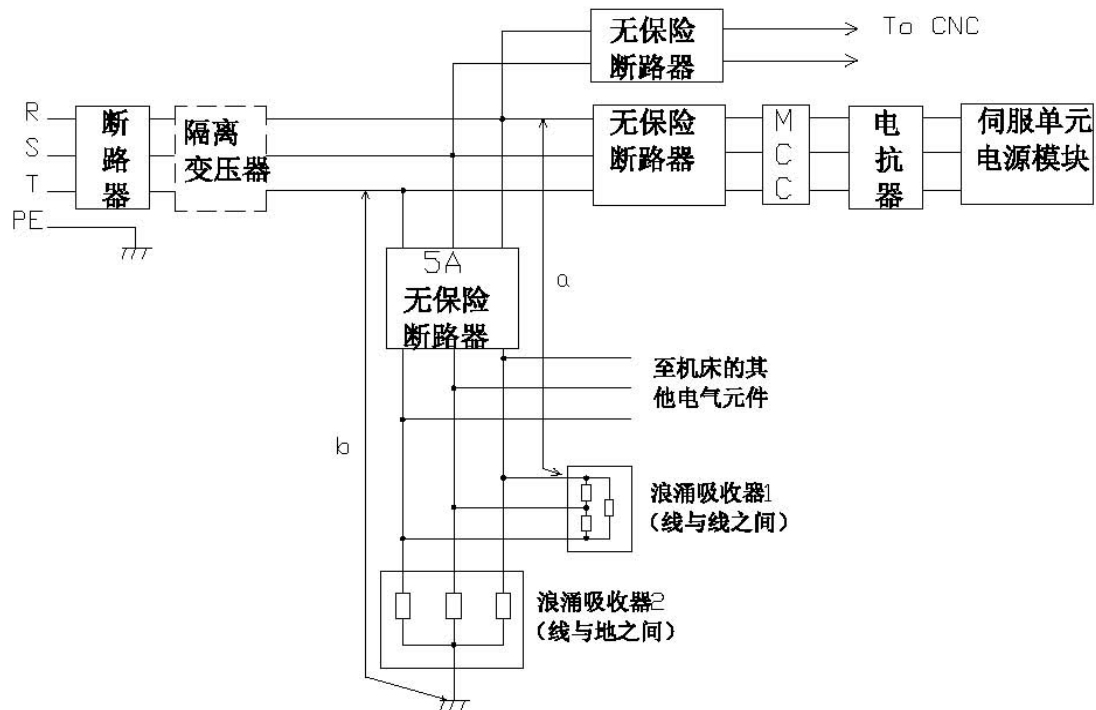 无保险
断路器
To CNC
R
S
T
PE
断路器
隔离
变压器
无保险
断路器
MCC
电抗器
伺服单元
电源模块
5A
无保险
断路器
a
b
至机床的其
他电气元件
浪涌吸收器1
（线与线之间）
浪涌吸收器2
（线与地之间）